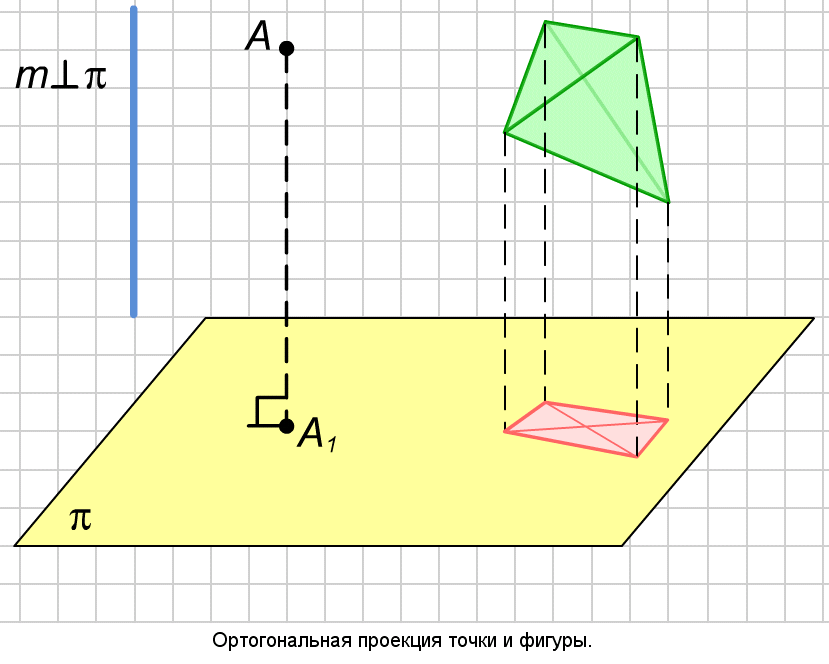 A
m⊥π
A₁
π
Ортогональная проекция точки и фигуры.